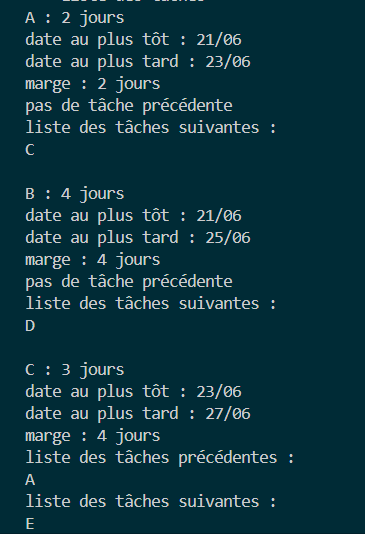 A : 2 jours
date au plus tôt : 21/06
date au plus tard : 23/06
marge : 2 jours
pas de tâche précédente
liste des tâches suivantes :
C
B : 4 jours
date au plus tôt : 21/06
date au plus tard : 25/06
marge : 4 jours
pas de tâche précédente
liste des tâches suivantes :
D
C : 3 jours
date au plus tôt : 23/06
date au plus tard : 27/06
marge : 4 jours
liste des tâches précédentes :
A
liste des tâches suivantes :
E